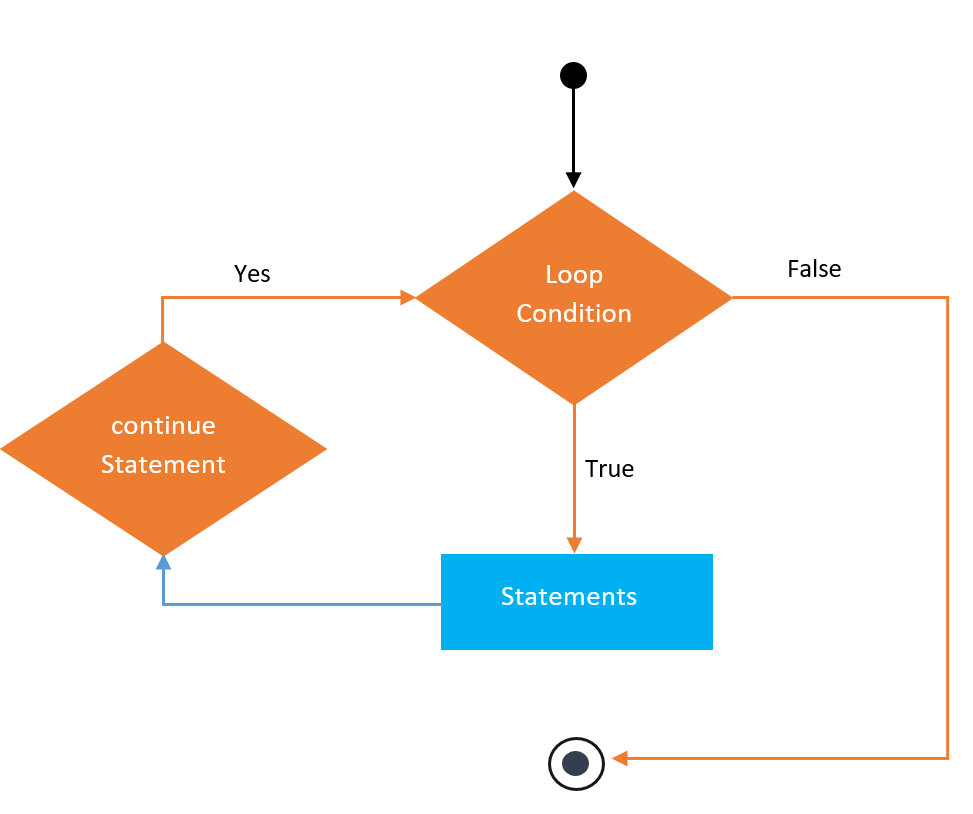 Loop
Condition
Yes
False
continue
Statement
True
Statements